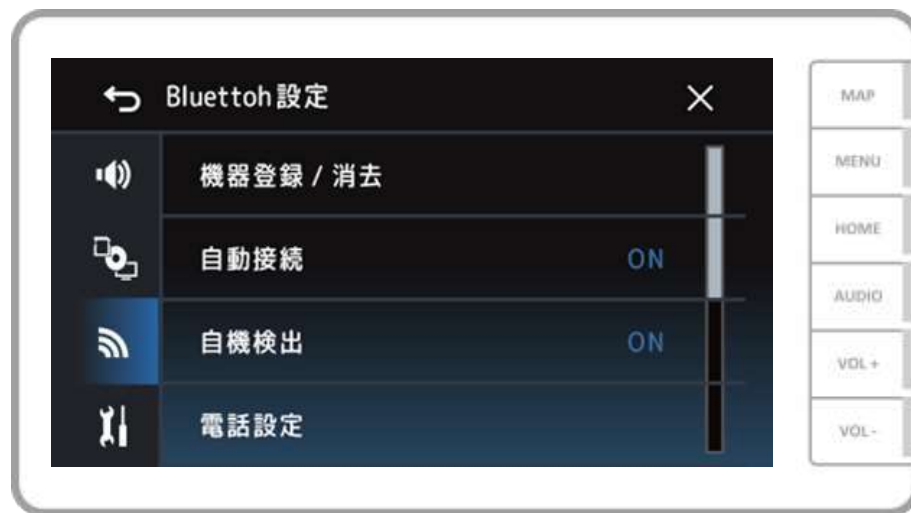 Bluettoh設定
機器登録 / 消去
自動接続 ON
自機検出 ON
電話設定
MAP
MENU
HOME
AUDIO
VOL +
VOL-